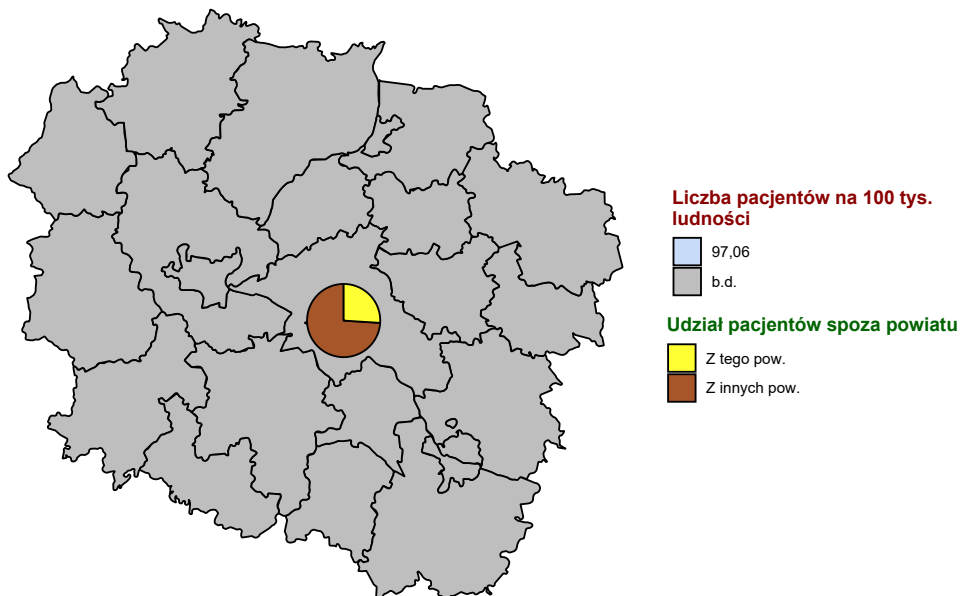 Liczba pacjentów na 100 tys.
ludności
97,06
b.d.
Udział pacjentów spoza powiatu
Z tego pow.
Z innych pow.